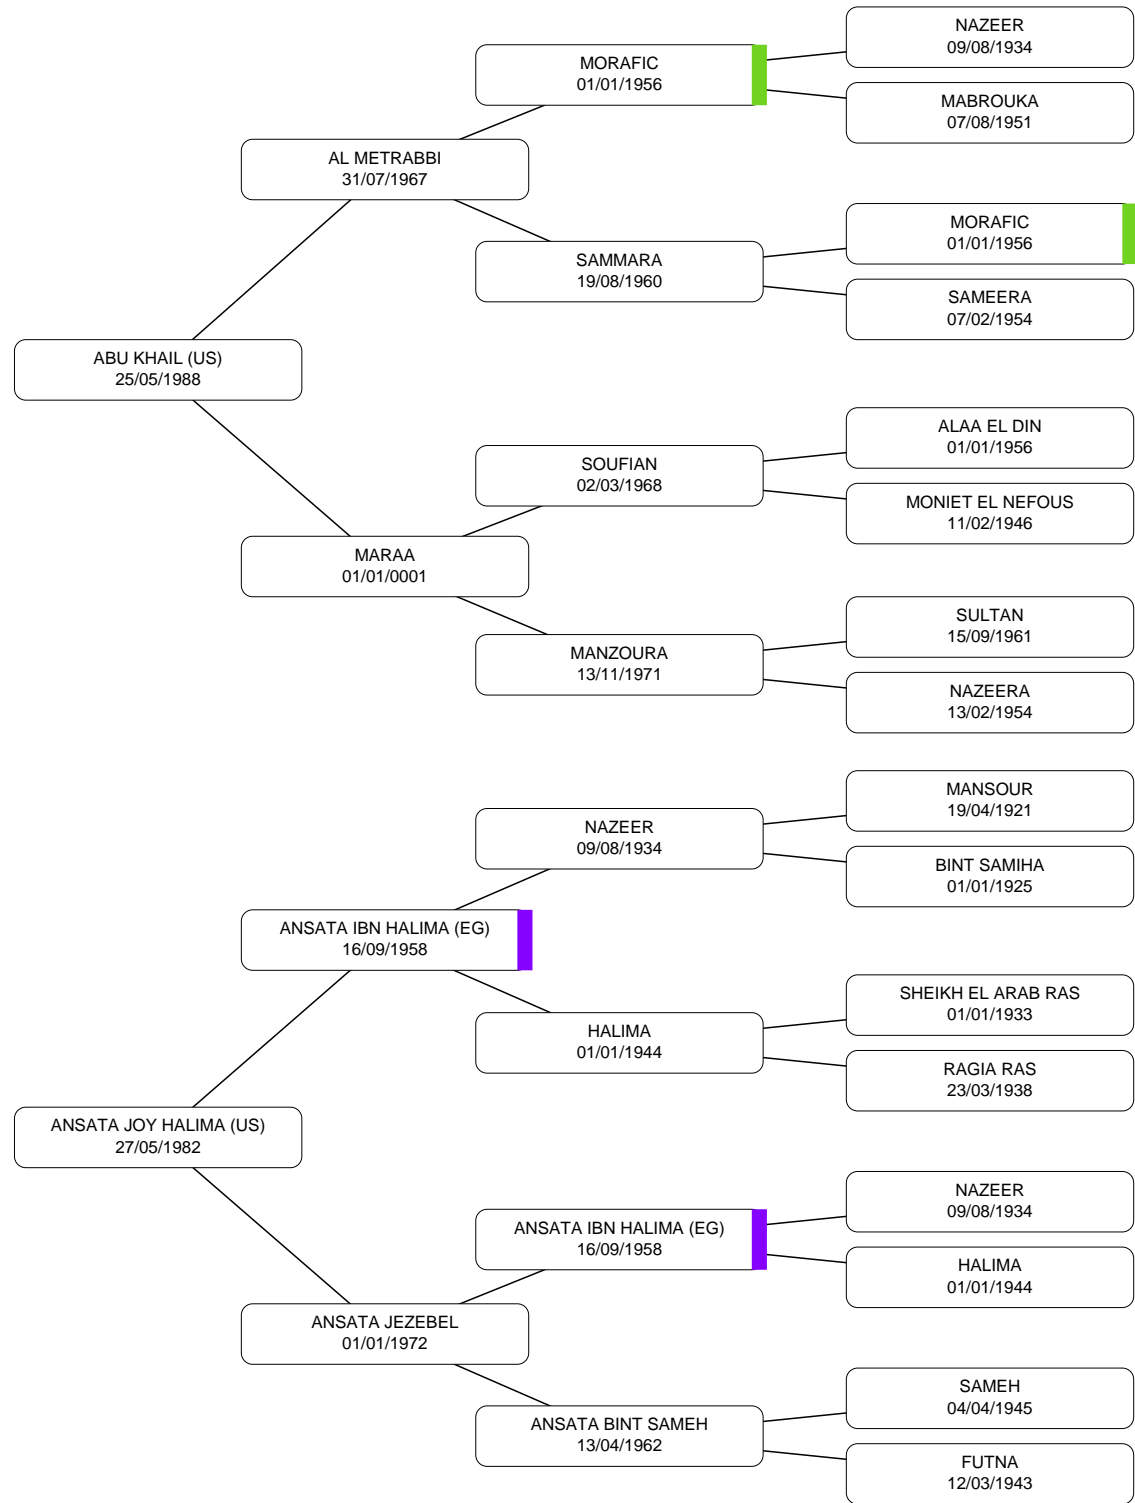 NAZEER
09/08/1934
MORAFIC
01/01/1956
MABROUKA
07/08/1951
AL METRABBI
31/07/1967
MORAFIC
01/01/1956
SAMMARA
19/08/1960
SAMEERA
07/02/1954
ABU KHAIL (US)
25/05/1988
ALAA EL DIN
01/01/1956
SOUFIAN
02/03/1968
MONIET EL NEFOUS
11/02/1946
MARAA
01/01/0001
SULTAN
15/09/1961
MANZOURA
13/11/1971
NAZEERA
13/02/1954
MANSOUR
19/04/1921
NAZEER
09/08/1934
BINT SAMIHA
01/01/1925
ANSATA IBN HALIMA (EG)
16/09/1958
SHEIKH EL ARAB RAS
01/01/1933
HALIMA
01/01/1944
RAGIA RAS
23/03/1938
ANSATA JOY HALIMA (US)
27/05/1982
NAZEER
09/08/1934
ANSATA IBN HALIMA (EG)
16/09/1958
HALIMA
01/01/1944
ANSATA JEZEBEL
01/01/1972
SAMEH
04/04/1945
ANSATA BINT SAMEH
13/04/1962
FUTNA
12/03/1943